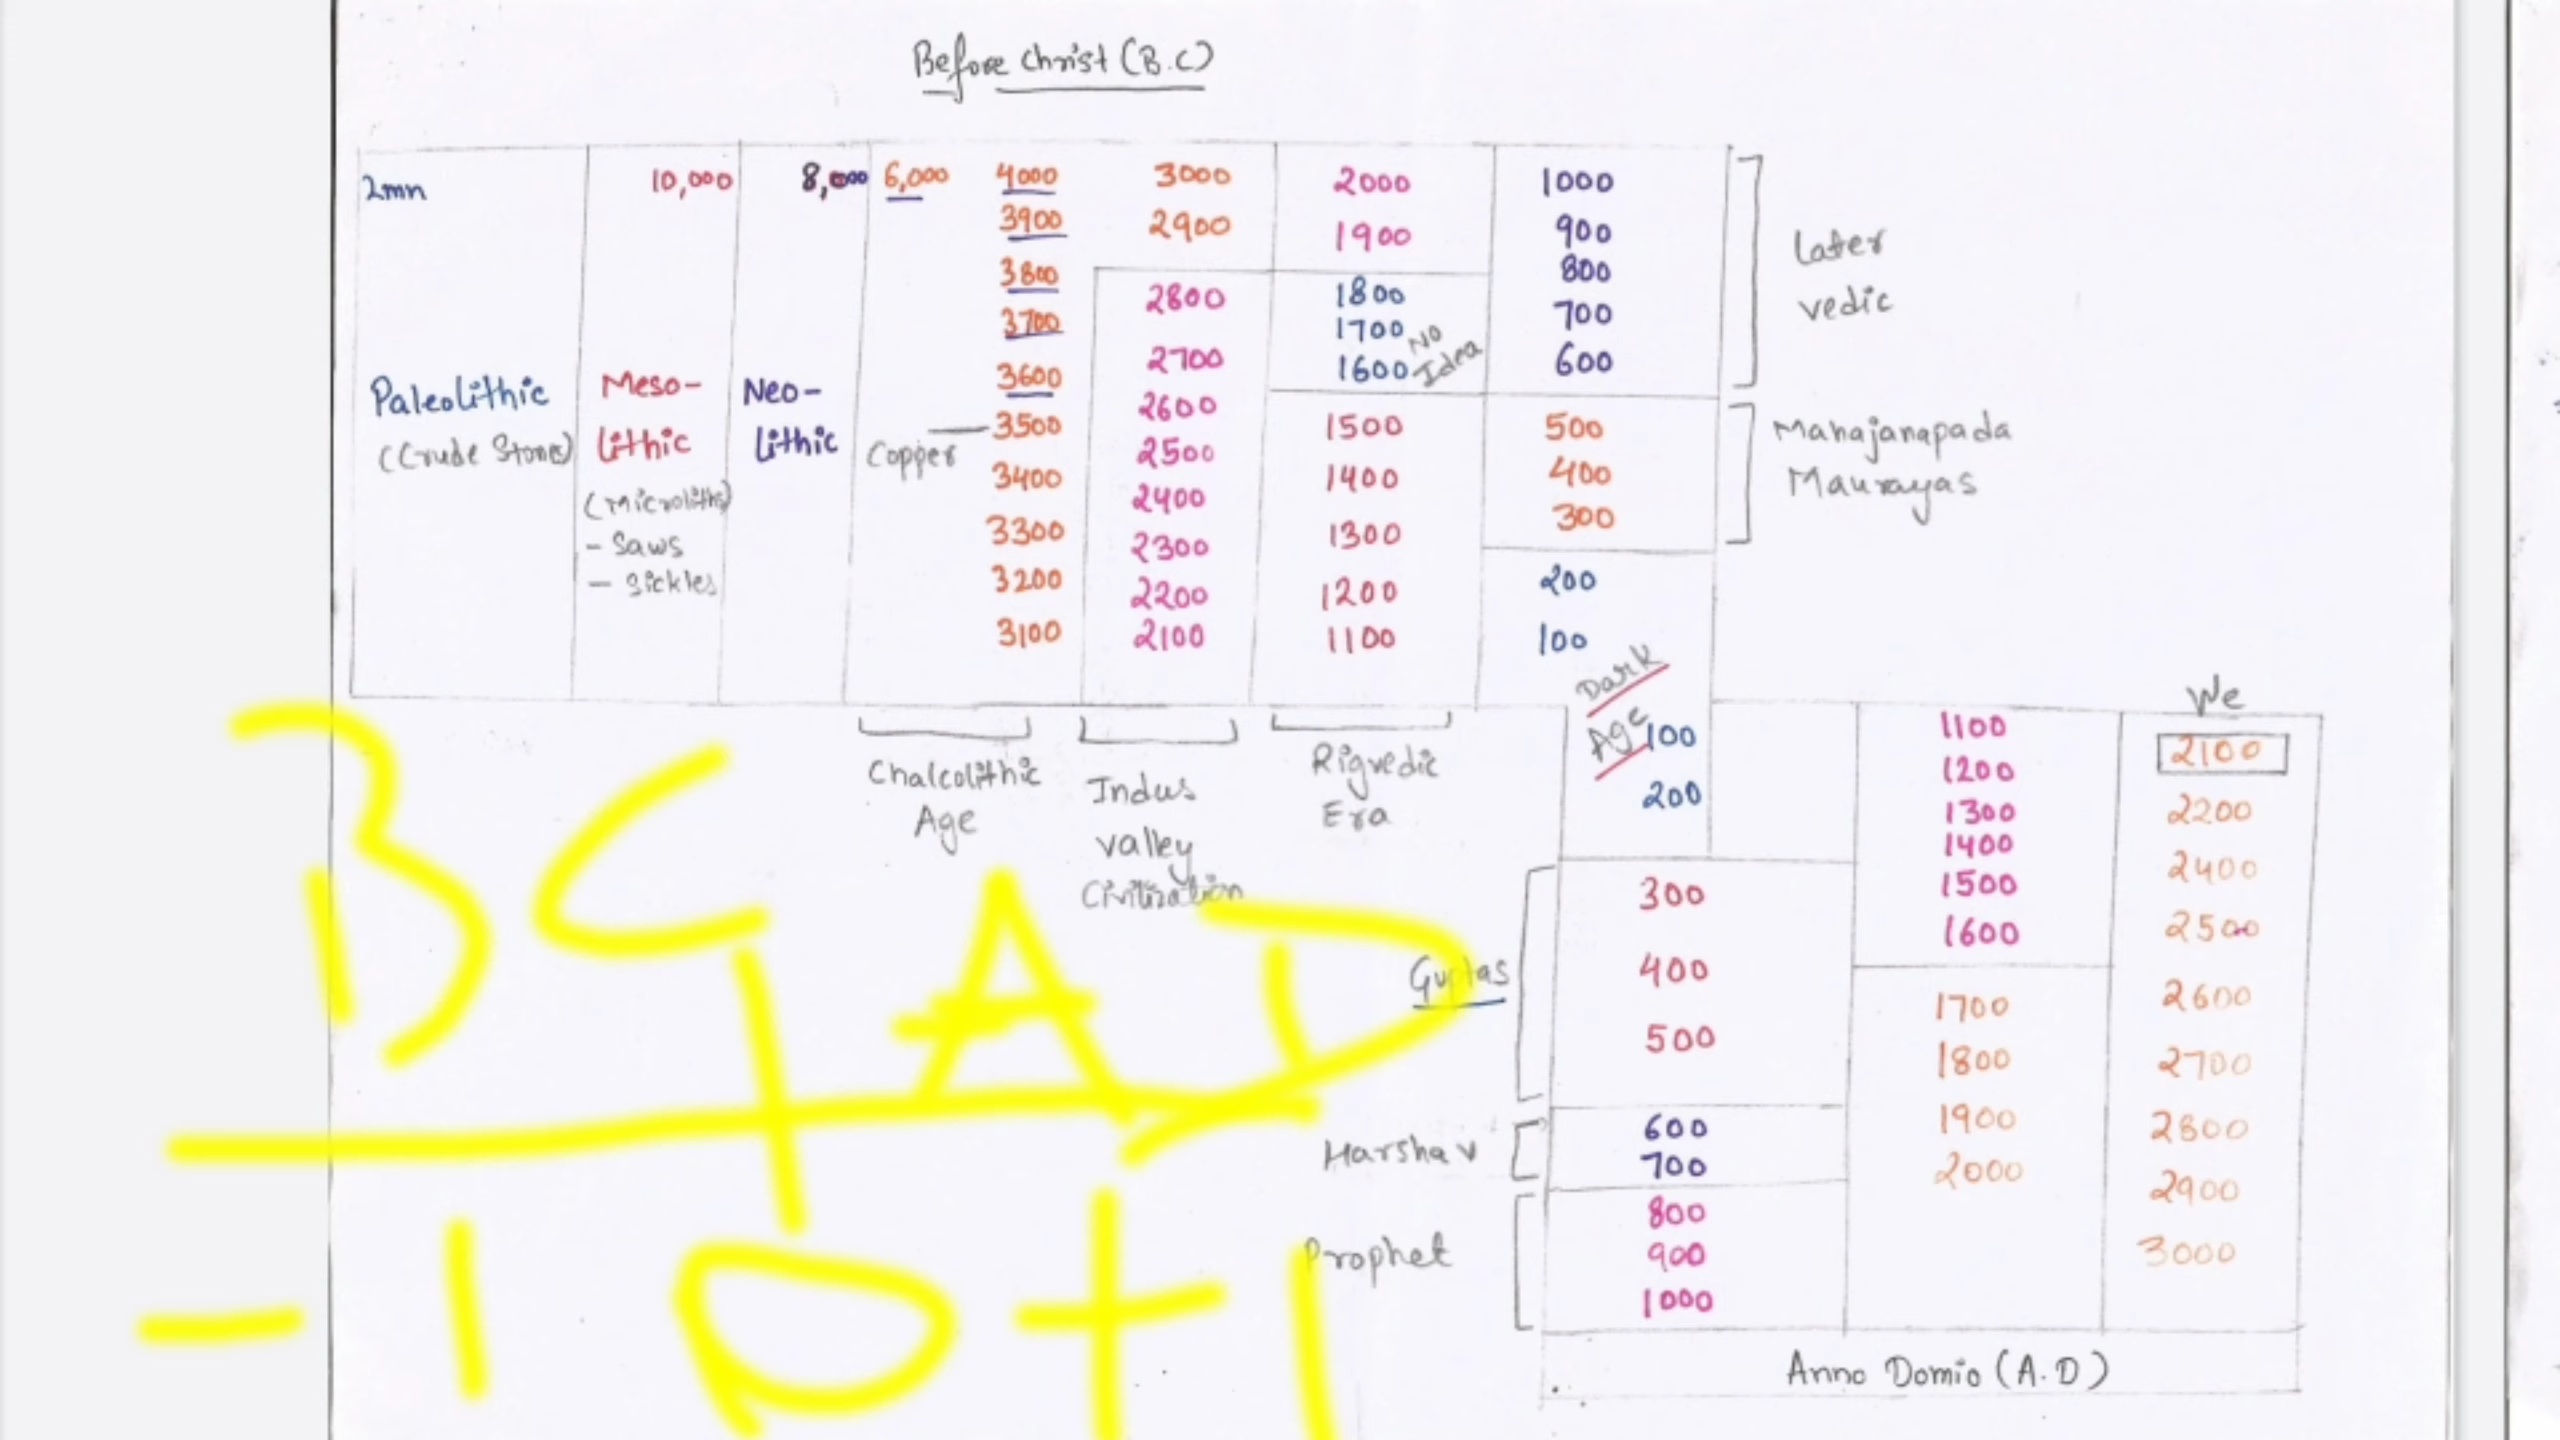 Before Christ (B.C)
2mn
10,000
8,000
6,000
4000
3900
3800
3700
3600
3500
3400
3300
3200
3100
3000
2900
2800
2700
2600
2500
2400
2300
2200
2100
2000
1900
1800
1700
1600
No
Idea
1500
1400
1300
1200
1100
1000
900
800
700
600
500
400
300
200
100
Later
vedic
Mahajanapada
Maurayas
Paleolithic
(Crude Stone)
Meso-
lithic
(Microliths)
- Saws
- Sickles
Neo-
lithic
Copper
Chalcolithic
Age
Indus
valley
Civilization
Rigvedic
Era
Dark
Age
100
200
300
400
500
600
700
800
900
1000
Guptas
Harsha v
Prophet
1100
1200
1300
1400
1500
1600
1700
1800
1900
2000
We
2100
2200
2400
2500
2600
2700
2800
2900
3000
Anno Domio (A.D)
BC AD
-1 0 +1